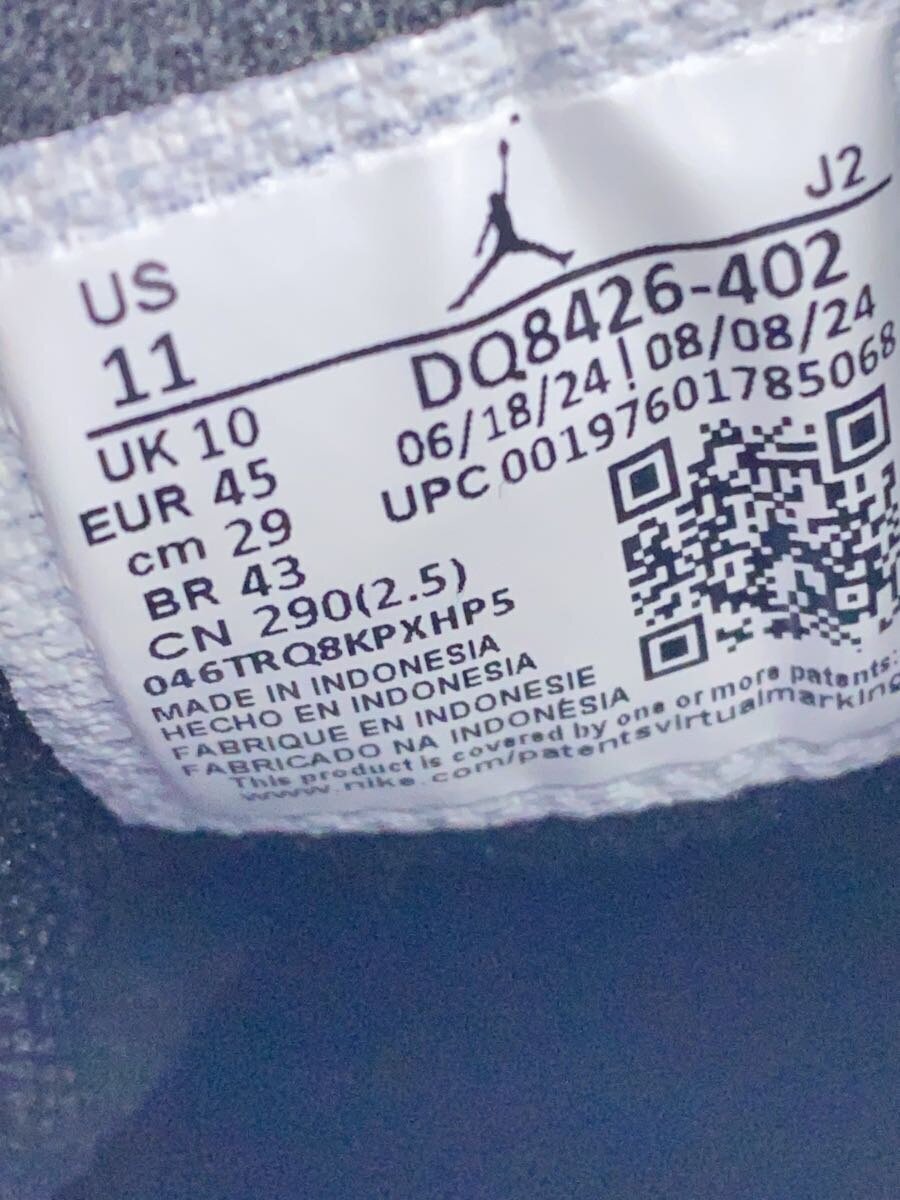 J2
US
11
DQ8426-402
06/18/24 | 08/08/24
UPC 00197601785068
UK 10
EUR 45
cm 29
BR 43
CN 290(2.5)
046TRQ8KPXHP5
MADE IN INDONESIA
HECHO EN INDONESIA
FABRIQUE EN INDONESIE
FABRICADO NA INDONÉSIA
This product is covered by one or more patents:
www.nike.com/patentsvirtualmarking